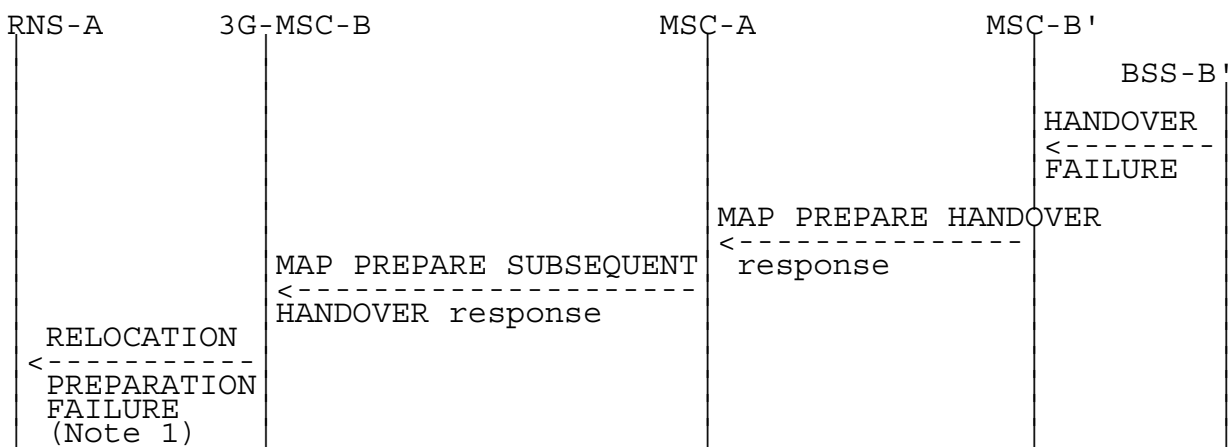 RNS-A 3G-MSC-B MSC-A MSC-B'
BSS-B'
HANDOVER
FAILURE
MAP PREPARE HANDOVER
response
MAP PREPARE SUBSEQUENT
HANDOVER response
RELOCATION
PREPARATION
FAILURE
(Note 1)